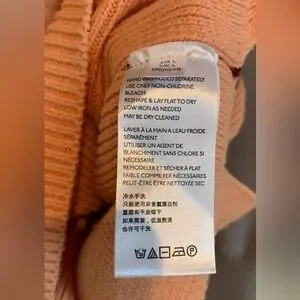 HAND WASH COLD SEPARATELY
USE ONLY NON-CHLORINE
BLEACH
RESHAPE & LAY FLAT TO DRY
LOW IRON AS NEEDED
MAY BE DRY CLEANED
LAVER À LA MAIN A L'EAU FROIDE
SÉPARÉMENT
UTILISER UN AGENT DE
BLANCHIMENT SANS CHLORE SI
NÉCESSAIRE
REMODELER ET SÉCHER À PLAT
FAIBLE COMME FER NÉCESSAIRES
PEUT-ÊTRE ÊTRE NETTOYÉE SEC
冷水手洗
只能使用非含氯漂白剂
重塑和平放晾干
如果需要，低温熨烫
也许可干洗